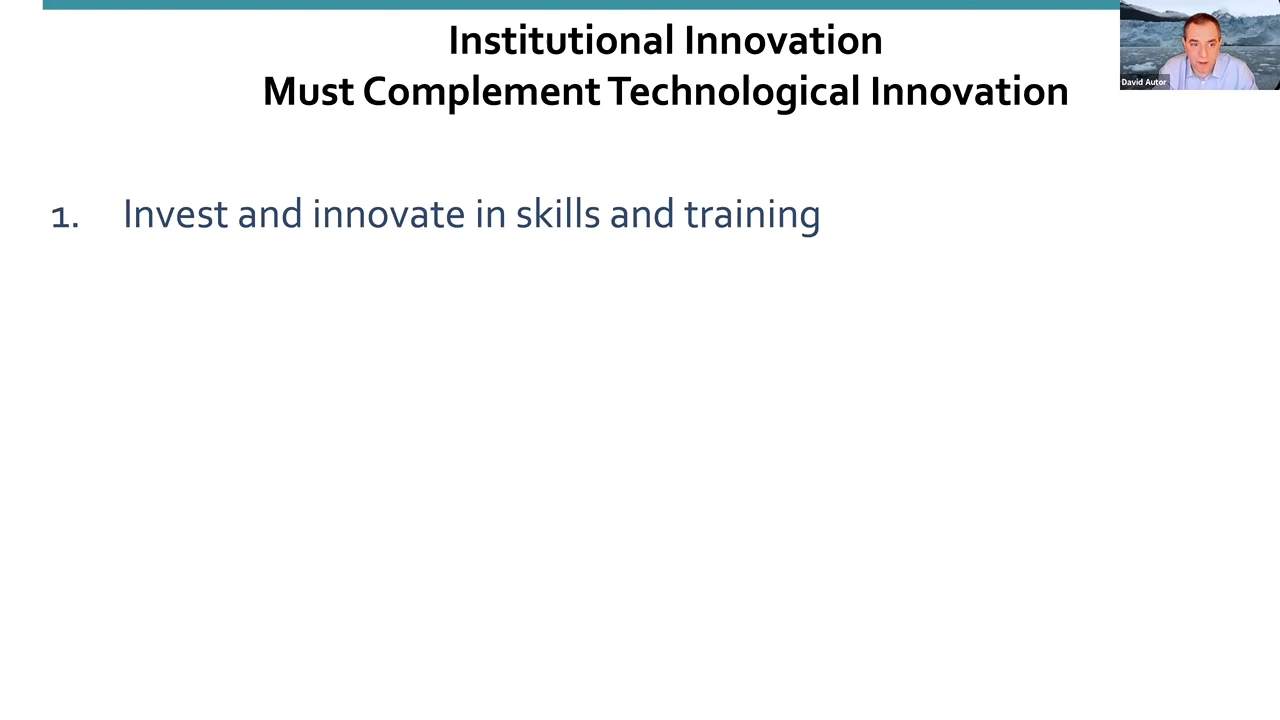 Institutional Innovation
Must Complement Technological Innovation
David Autor
1. Invest and innovate in skills and training